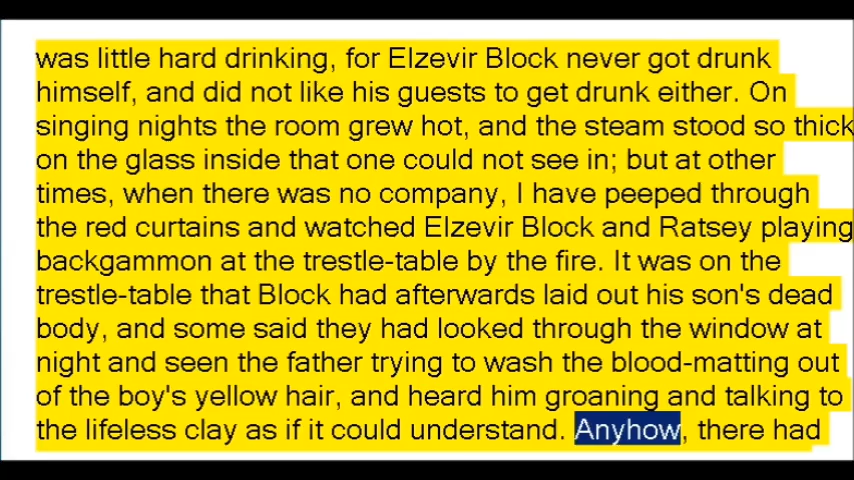 was little hard drinking, for Elzevir Block never got drunk
himself, and did not like his guests to get drunk either. On
singing nights the room grew hot, and the steam stood so thick
on the glass inside that one could not see in; but at other
times, when there was no company, I have peeped through
the red curtains and watched Elzevir Block and Ratsey playing
backgammon at the trestle-table by the fire. It was on the
trestle-table that Block had afterwards laid out his son's dead
body, and some said they had looked through the window at
night and seen the father trying to wash the blood-matting out
of the boy's yellow hair, and heard him groaning and talking to
the lifeless clay as if it could understand. Anyhow, there had